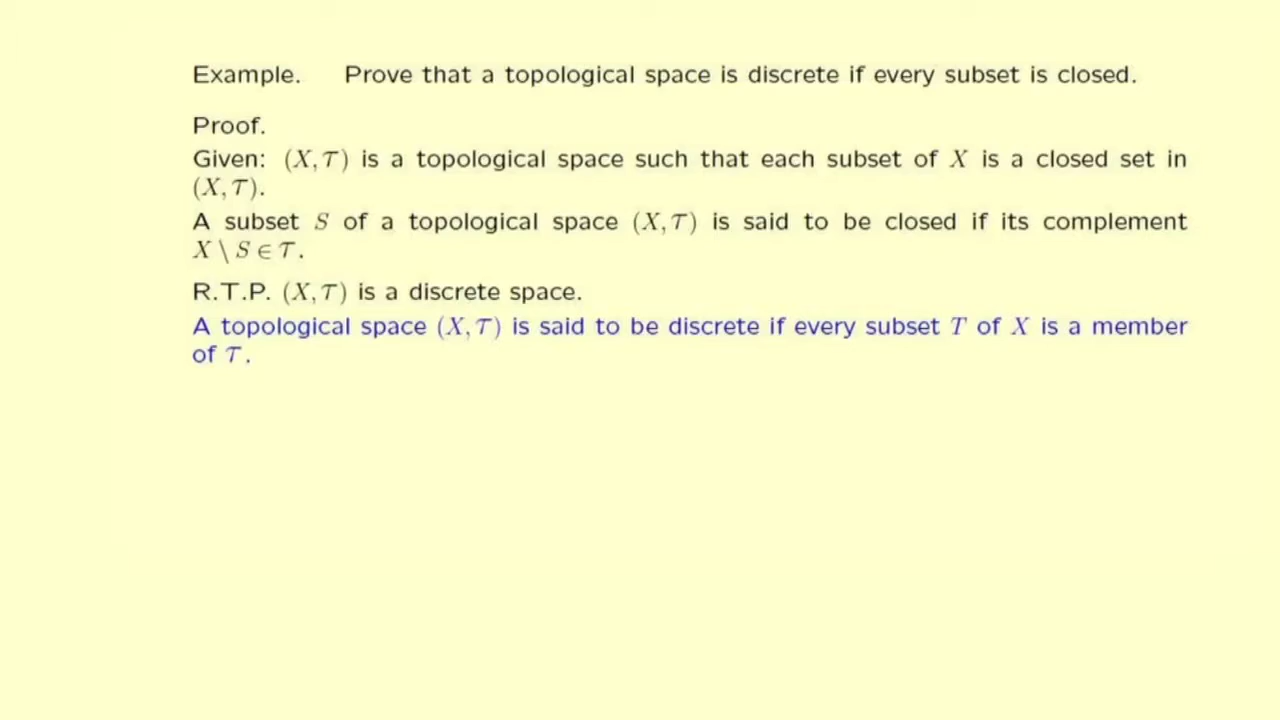 Example. Prove that a topological space is discrete if every subset is closed.
Proof.
Given: (X, τ) is a topological space such that each subset of X is a closed set in
(X, τ).
A subset S of a topological space (X, τ) is said to be closed if its complement
X \ S ∈ τ.
R.T.P. (X, τ) is a discrete space.
A topological space (X, τ) is said to be discrete if every subset T of X is a member
of τ.